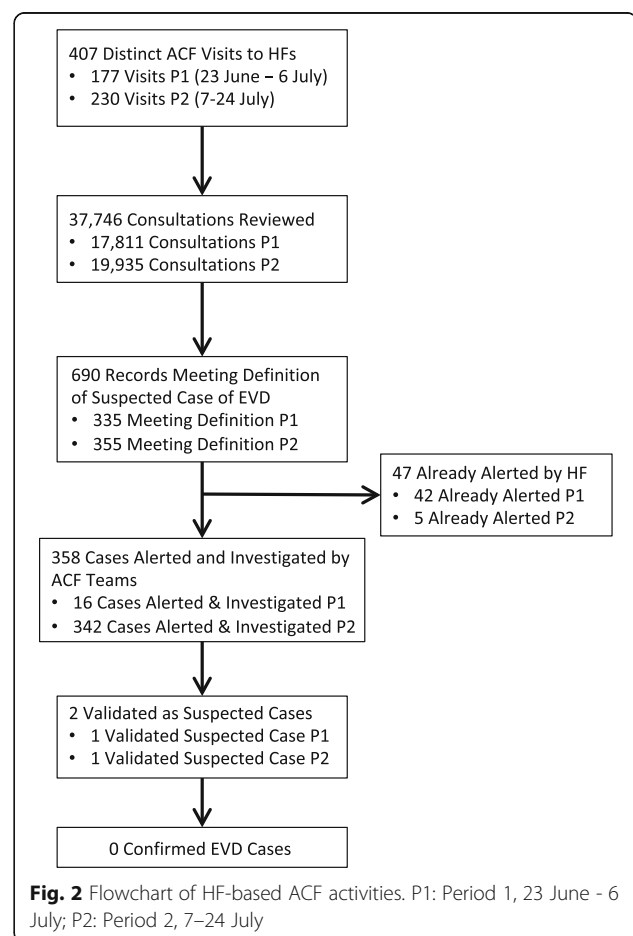 407 Distinct ACF Visits to HFs
• 177 Visits P1 (23 June – 6 July)
• 230 Visits P2 (7-24 July)
37,746 Consultations Reviewed
• 17,811 Consultations P1
• 19,935 Consultations P2
690 Records Meeting Definition
of Suspected Case of EVD
• 335 Meeting Definition P1
• 355 Meeting Definition P2
47 Already Alerted by HF
• 42 Already Alerted P1
• 5 Already Alerted P2
358 Cases Alerted and Investigated by
ACF Teams
• 16 Cases Alerted & Investigated P1
• 342 Cases Alerted & Investigated P2
2 Validated as Suspected Cases
• 1 Validated Suspected Case P1
• 1 Validated Suspected Case P2
0 Confirmed EVD Cases
Fig. 2 Flowchart of HF-based ACF activities. P1: Period 1, 23 June - 6
July; P2: Period 2, 7–24 July